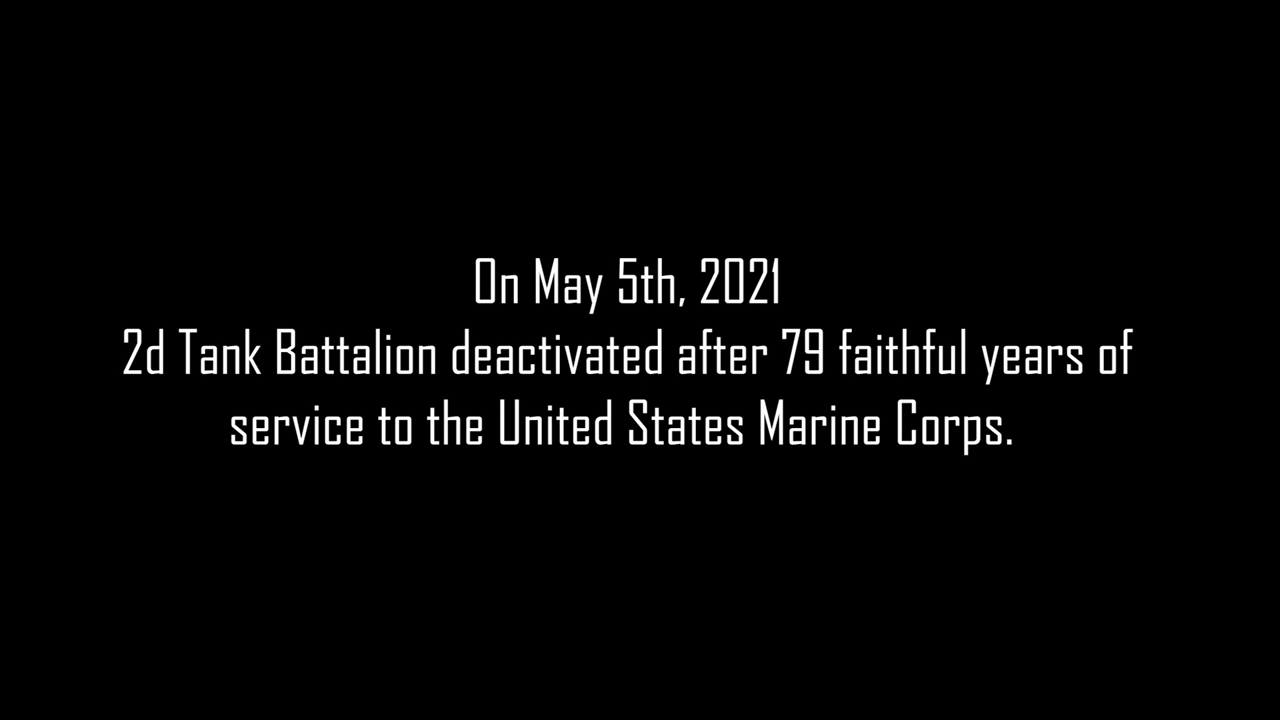 On May 5th, 2021
2d Tank Battalion deactivated after 79 faithful years of
service to the United States Marine Corps.